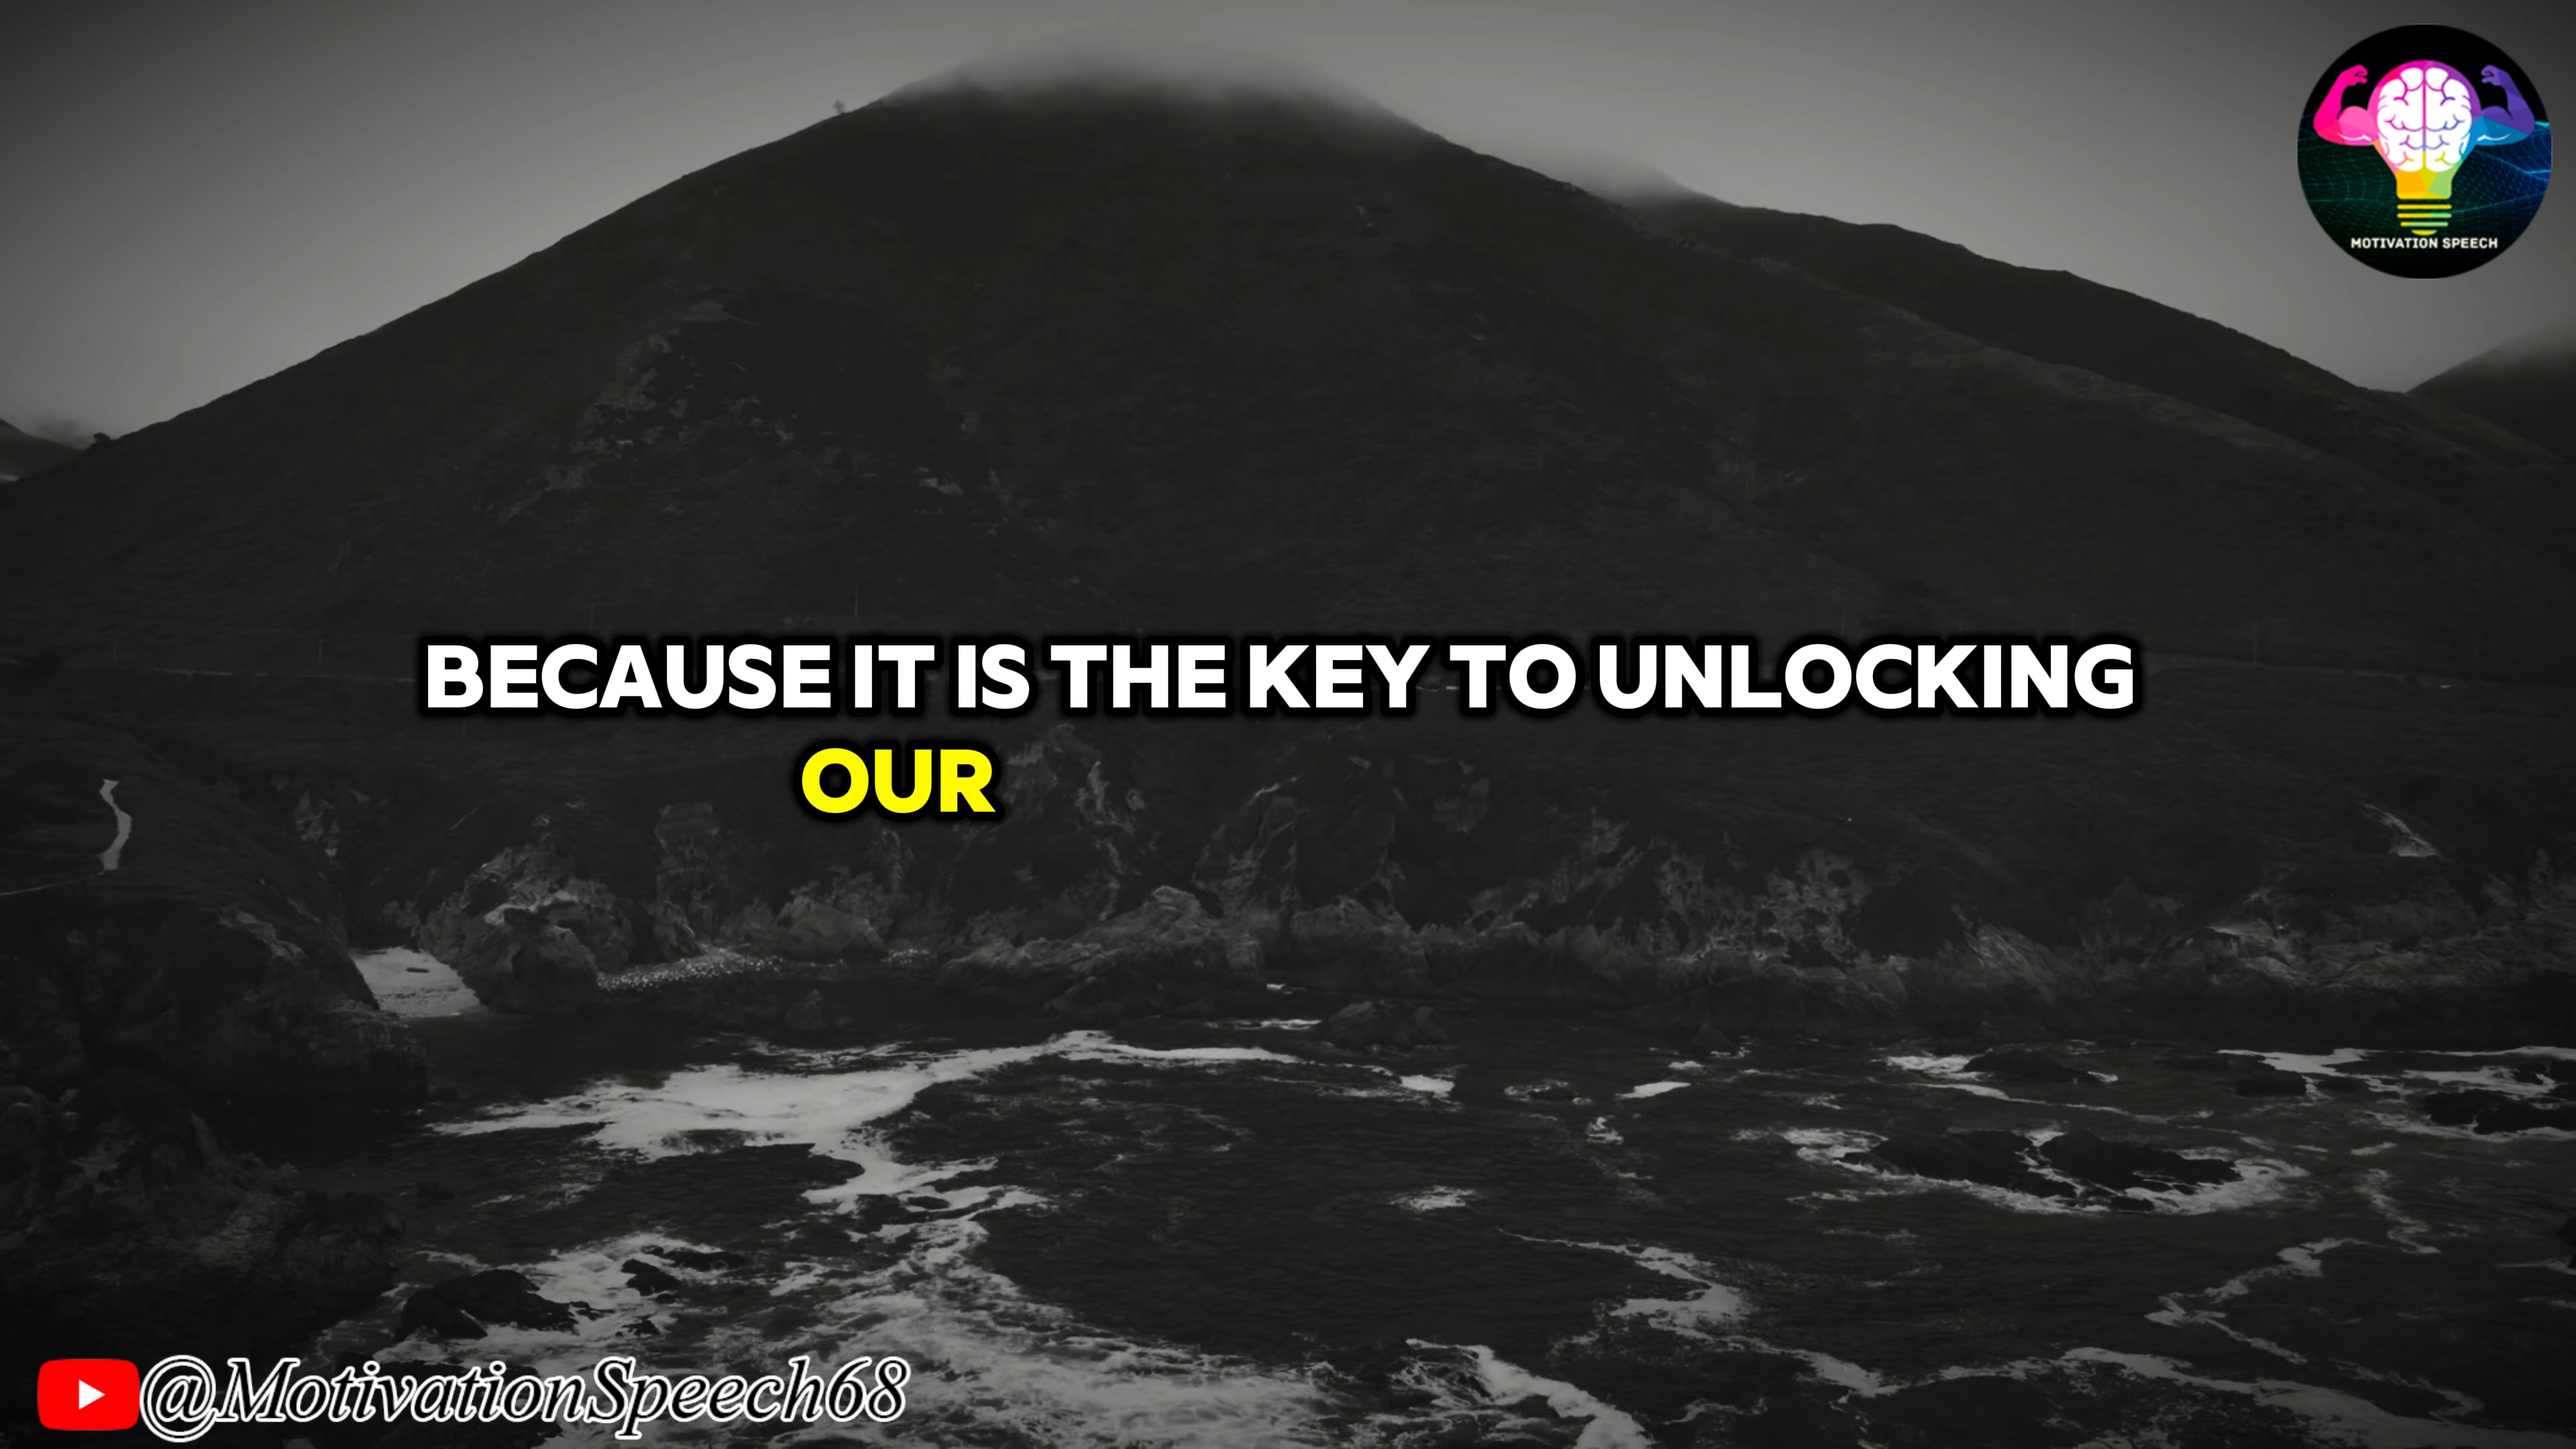 MOTIVATION SPEECH
BECAUSE IT IS THE KEY TO UNLOCKING
OUR
@MotivationSpeech68